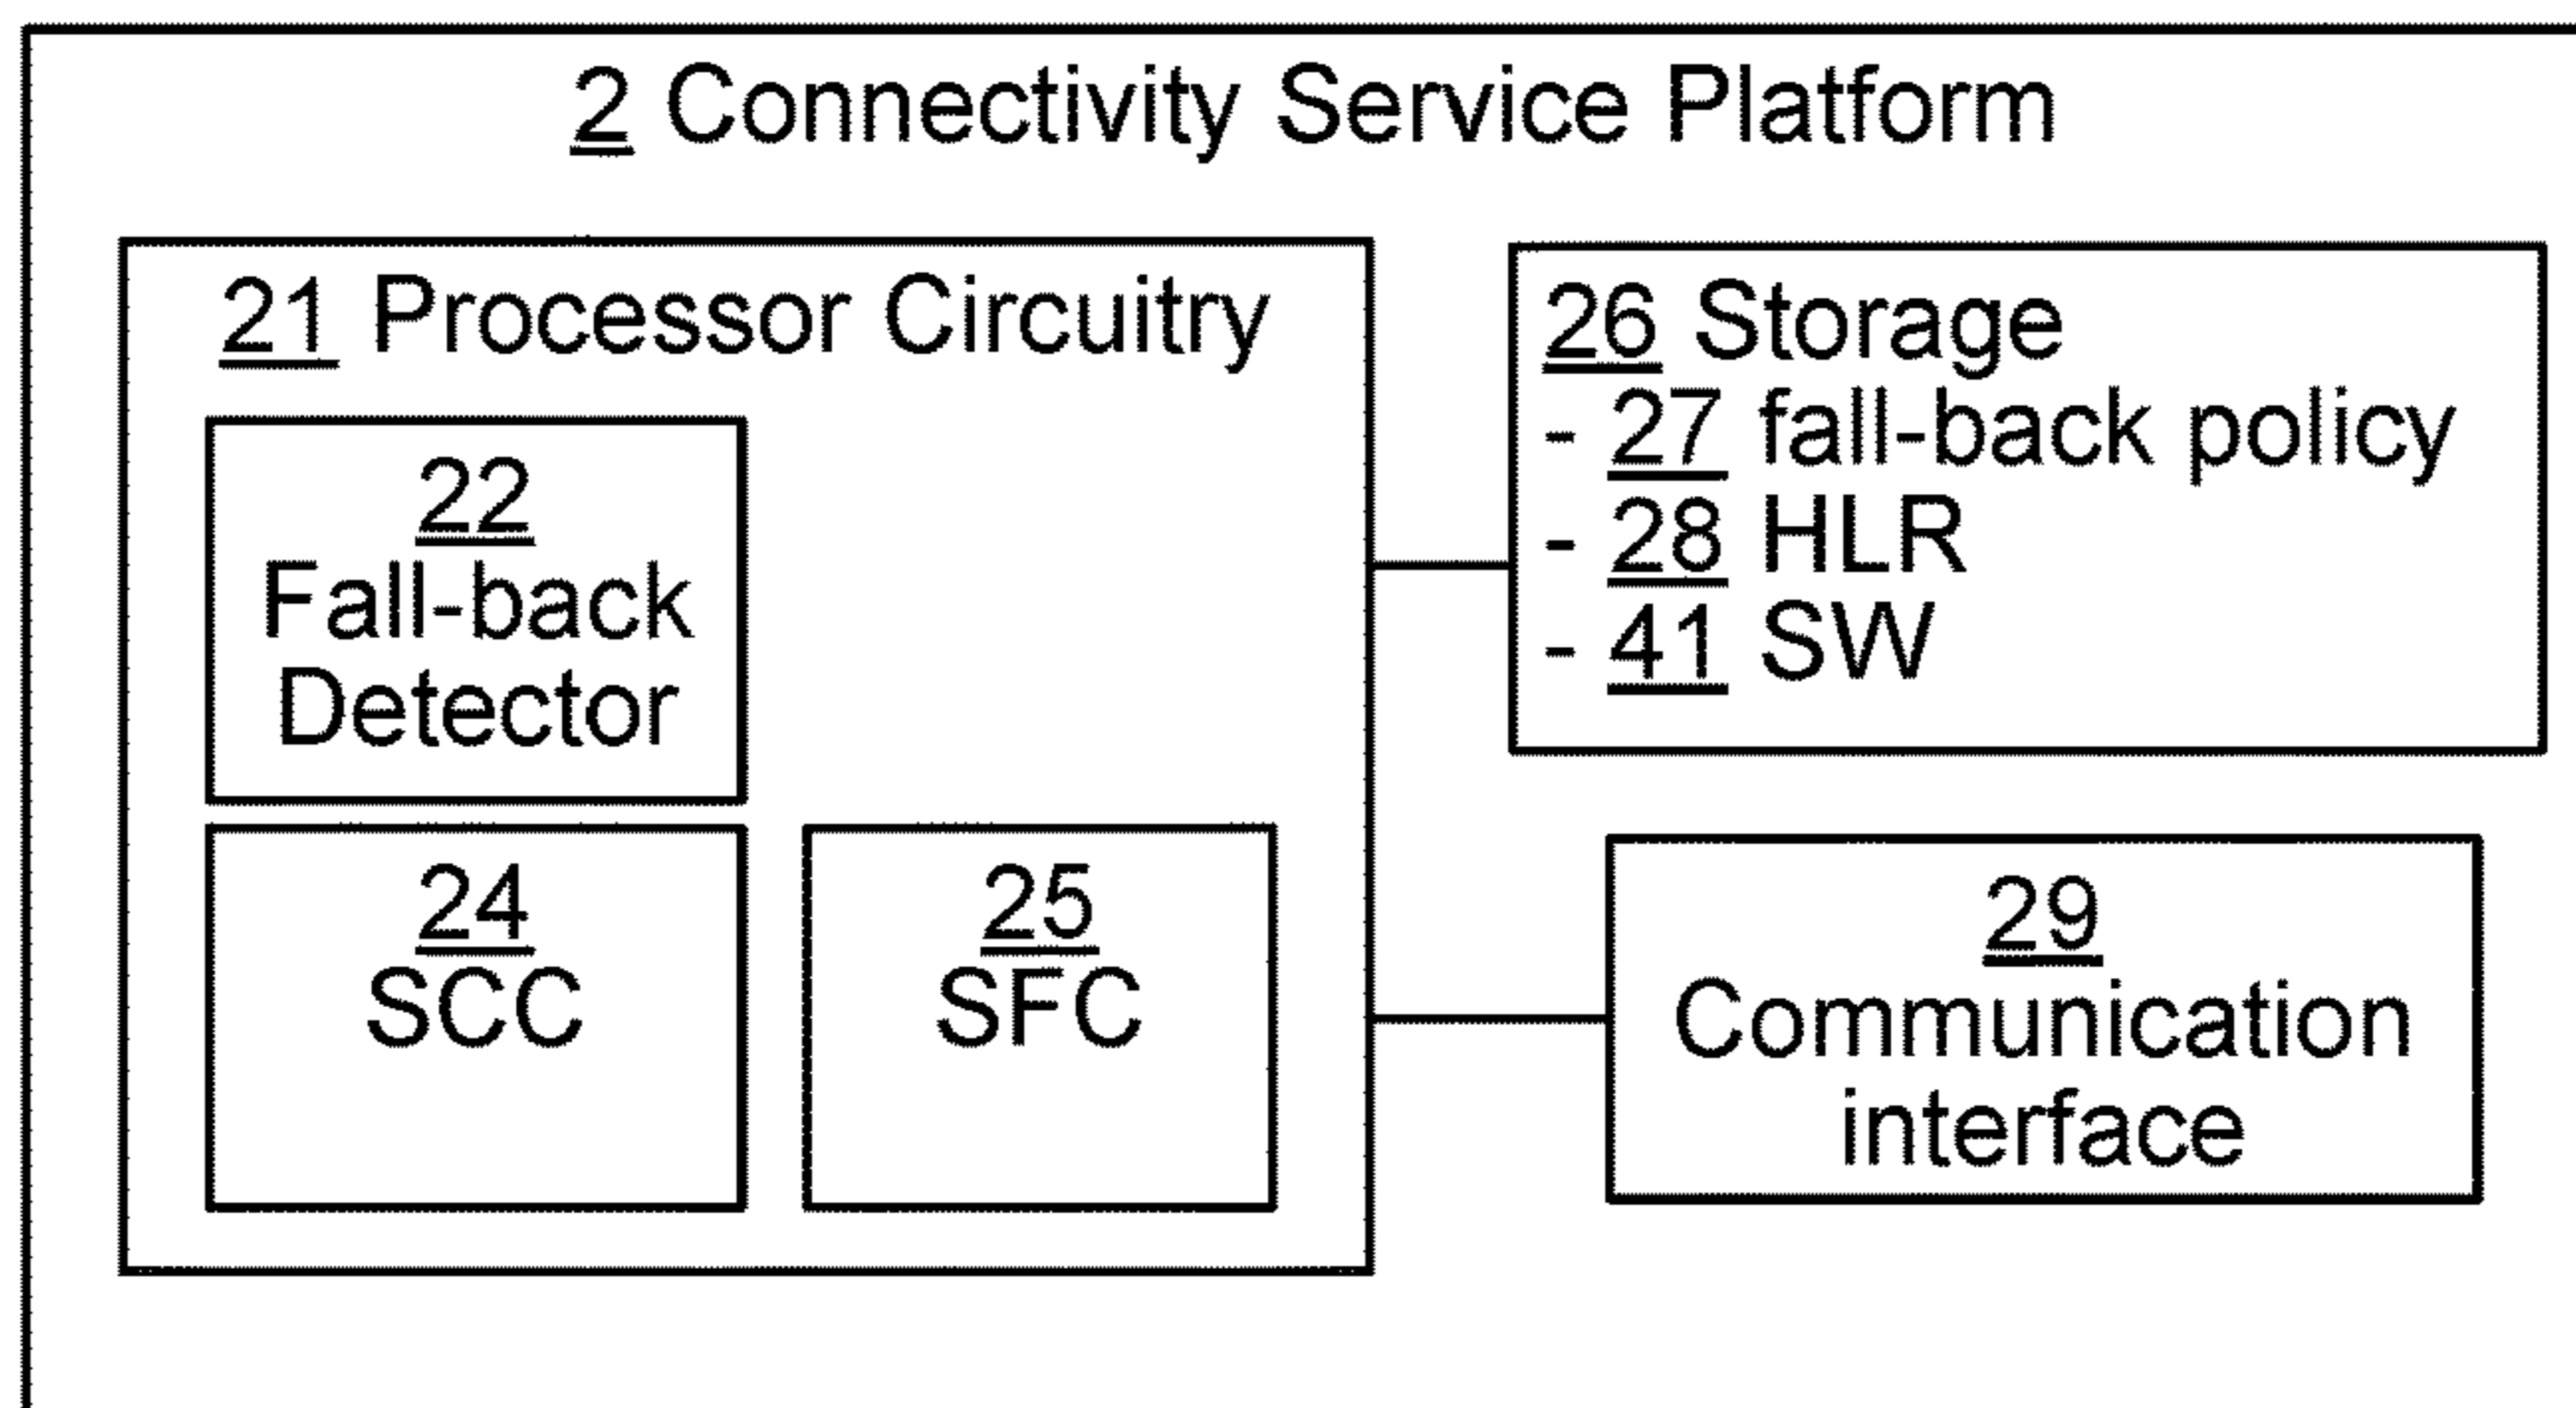 2 Connectivity Service Platform
21 Processor Circuitry
22
Fall-back
Detector
24
SCC
25
SFC
26 Storage
- 27 fall-back policy
- 28 HLR
- 41 SW
29
Communication
interface